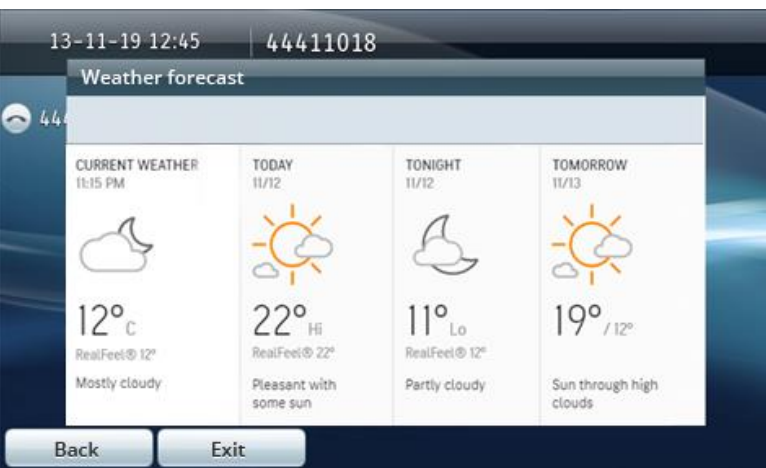 13-11-19 12:45
44411018
Weather forecast
444
CURRENT WEATHER
11:15 PM
12°C
RealFeel® 12°
Mostly cloudy
TODAY
11/12
22° Hi
RealFeel® 22°
Pleasant with
some sun
TONIGHT
11/12
11° Lo
RealFeel® 12°
Partly cloudy
TOMORROW
11/13
19° / 12°
Sun through high
clouds
Back
Exit